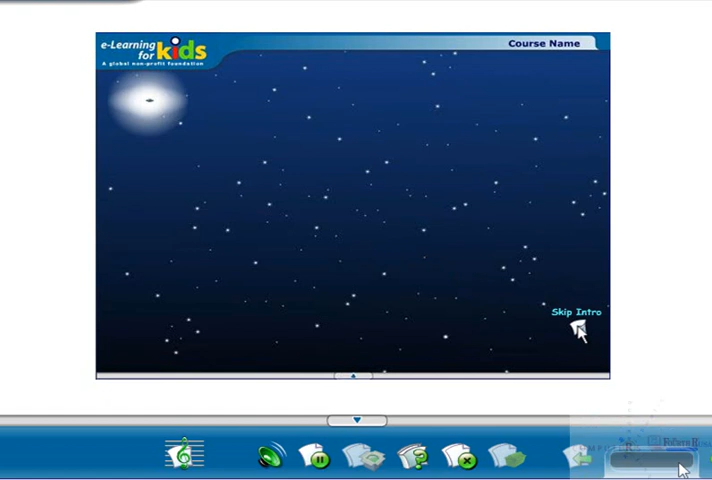 e-Learning
for kids
A global non-profit foundation
Course Name
Skip Intro